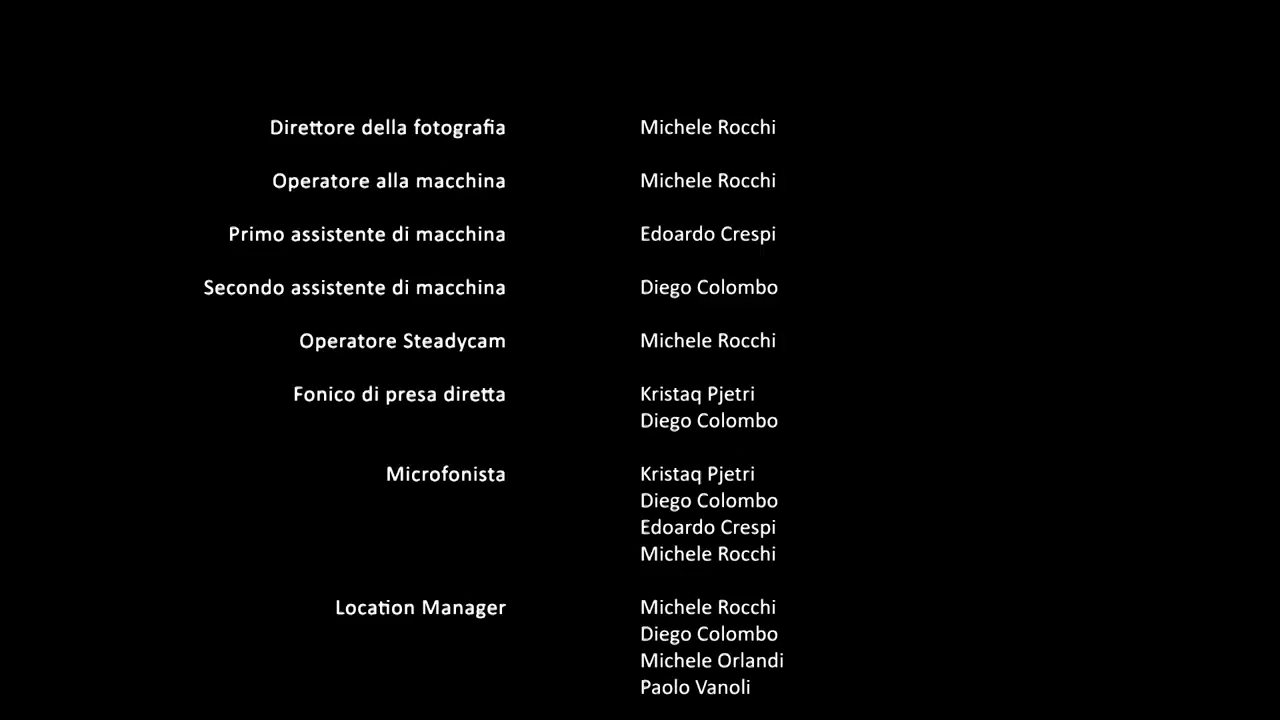 Direttore della fotografia Michele Rocchi
Operatore alla macchina Michele Rocchi
Primo assistente di macchina Edoardo Crespi
Secondo assistente di macchina Diego Colombo
Operatore Steadycam Michele Rocchi
Fonico di presa diretta Kristaq Pjetri
Diego Colombo
Microfonista Kristaq Pjetri
Diego Colombo
Edoardo Crespi
Michele Rocchi
Location Manager Michele Rocchi
Diego Colombo
Michele Orlandi
Paolo Vanoli